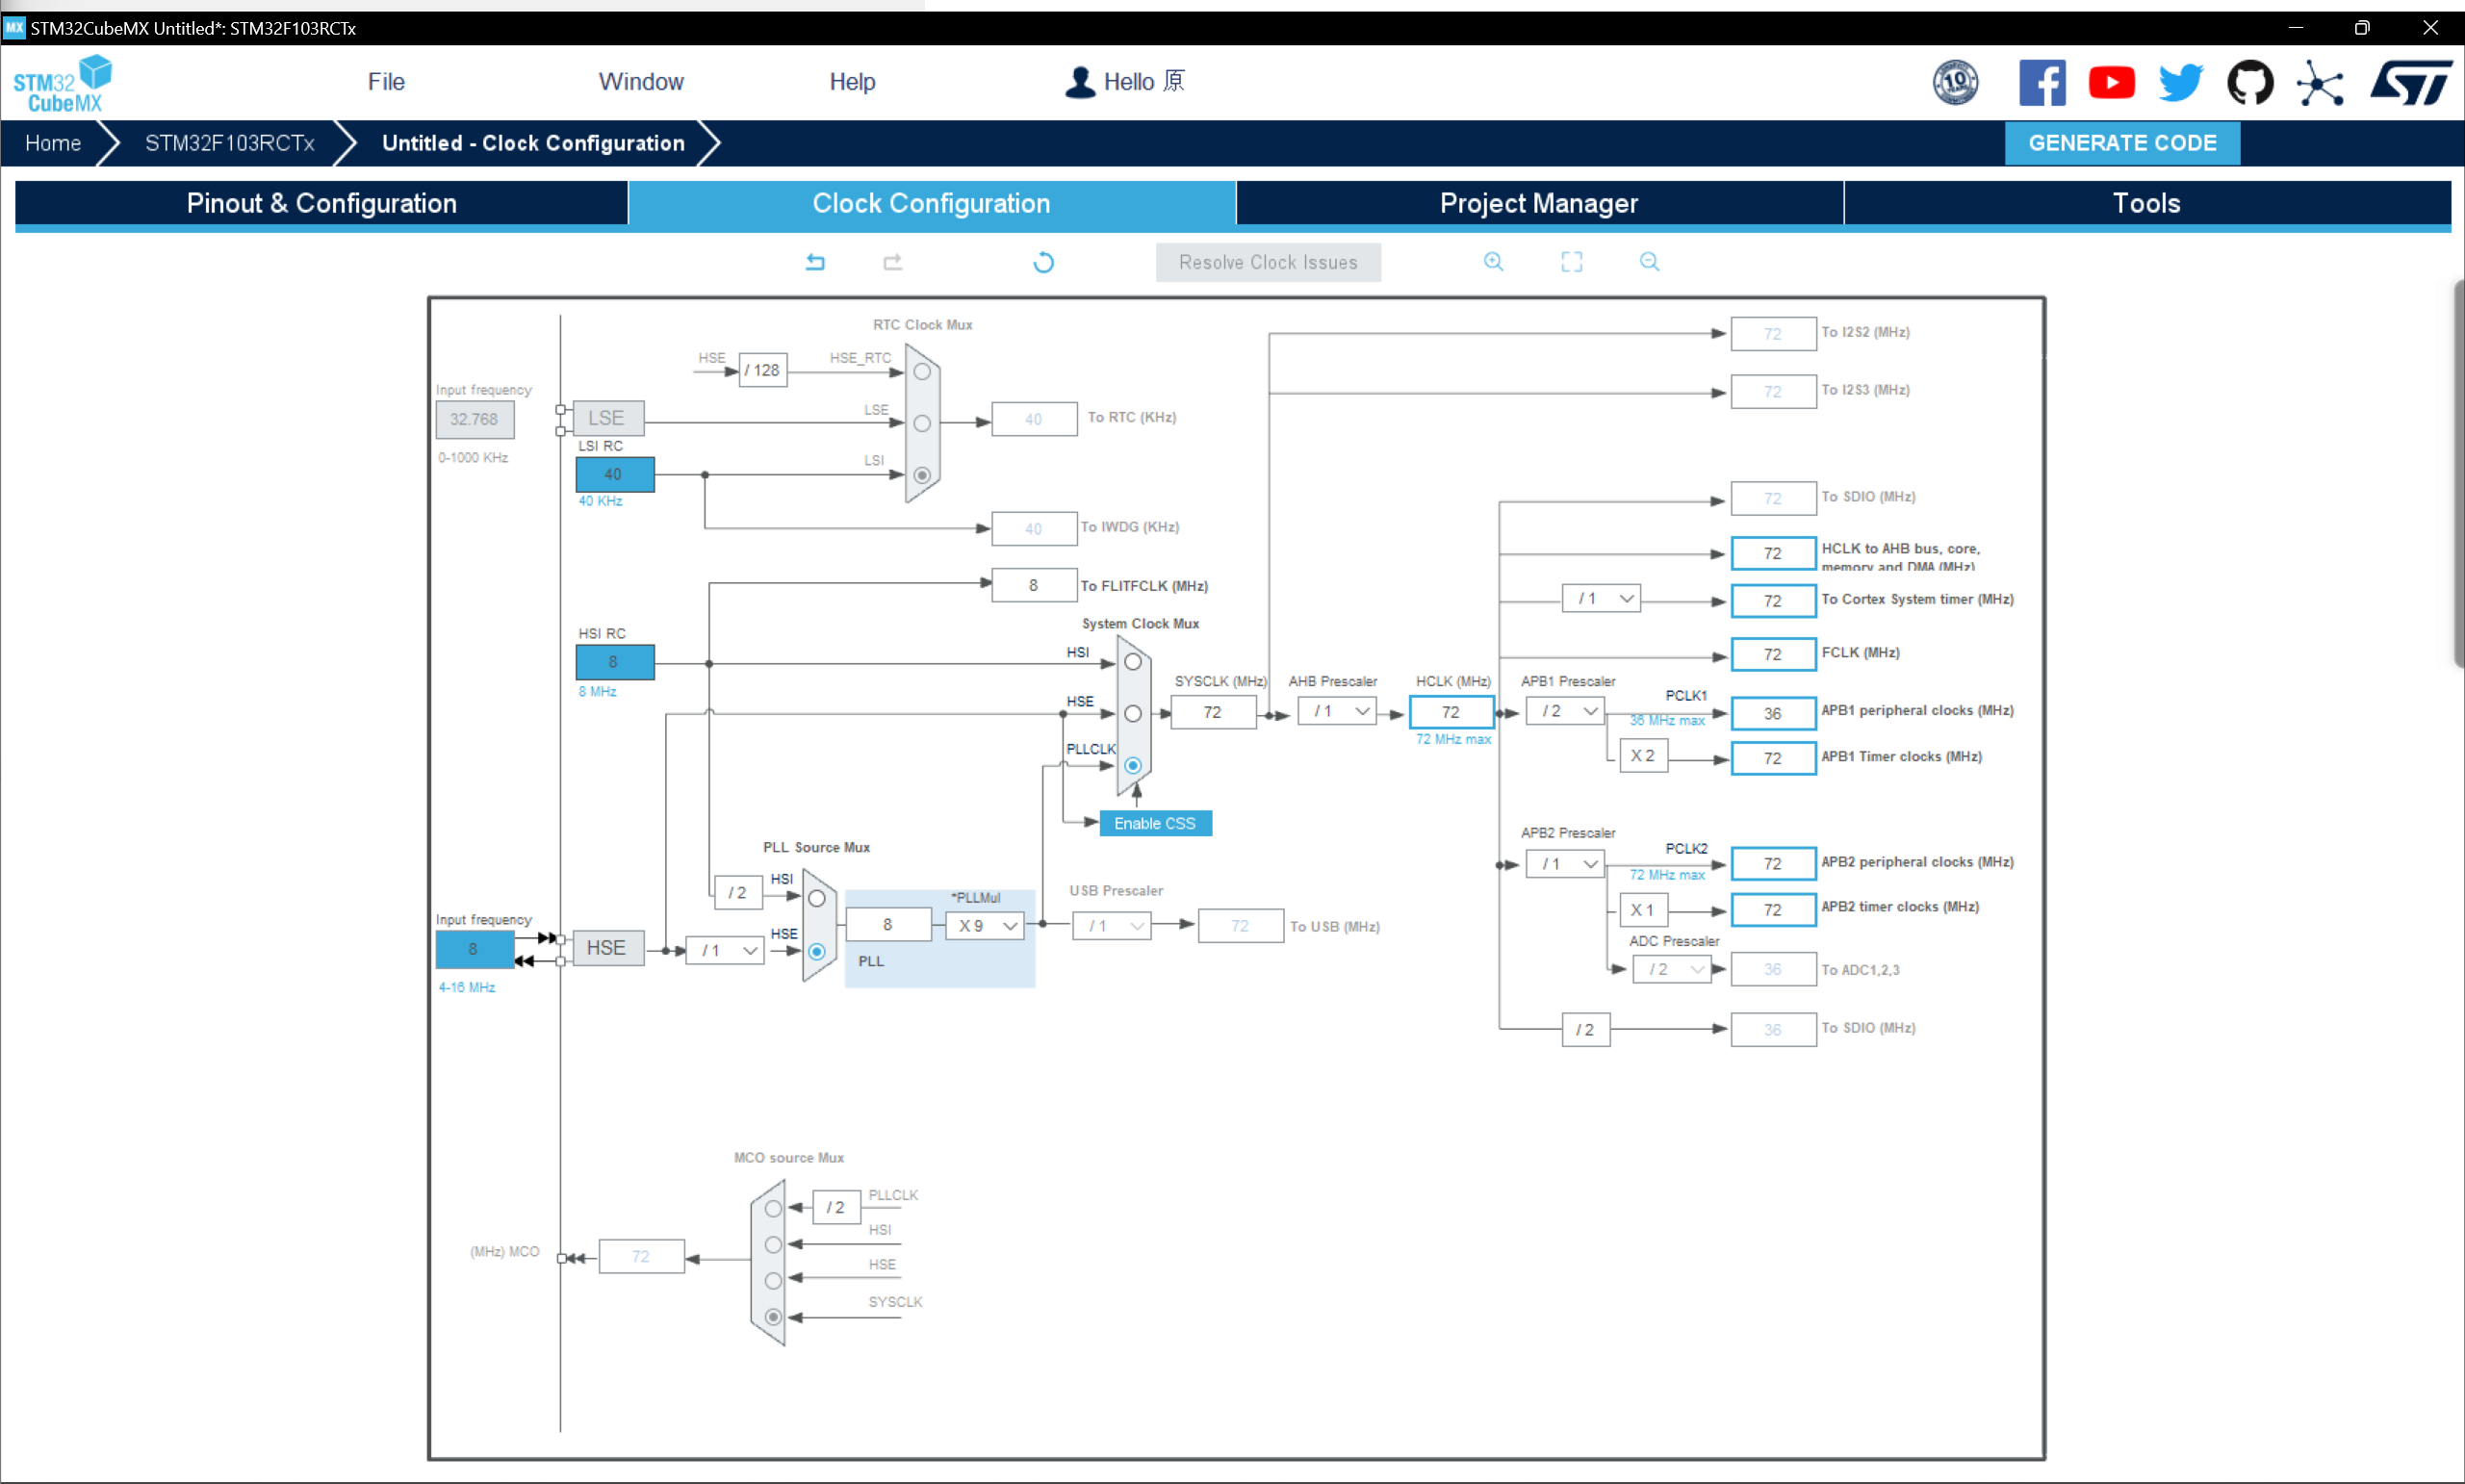 MX STM32CubeMX Untitled*: STM32F103RCTx
STM32
CubeMX
File
Window
Help
Hello 原
10
YEARS
ST
Home
STM32F103RCTx
Untitled - Clock Configuration
GENERATE CODE
Pinout & Configuration
Clock Configuration
Project Manager
Tools
Resolve Clock Issues
RTC Clock Mux
HSE
/ 128
HSE_RTC
Input frequency
32.768
0-1000 KHz
LSE
LSE
LSI RC
40
40 KHz
LSI
40
To RTC (KHz)
40
To IWDG (KHz)
8
To FLITFCLK (MHz)
HSI RC
8
8 MHz
System Clock Mux
HSI
HSE
PLLCLK
Enable CSS
SYSCLK (MHz)
72
AHB Prescaler
/ 1
HCLK (MHz)
72
72 MHz max
APB1 Prescaler
/ 2
PCLK1
36 MHz max
X 2
72
To I2S2 (MHz)
72
To I2S3 (MHz)
72
To SDIO (MHz)
72
HCLK to AHB bus, core,
memory and DMA (MHz)
/ 1
72
To Cortex System timer (MHz)
72
FCLK (MHz)
36
APB1 peripheral clocks (MHz)
72
APB1 Timer clocks (MHz)
APB2 Prescaler
/ 1
PCLK2
72 MHz max
72
APB2 peripheral clocks (MHz)
X 1
72
APB2 timer clocks (MHz)
ADC Prescaler
/ 2
36
To ADC1,2,3
/ 2
36
To SDIO (MHz)
PLL Source Mux
/ 2
HSI
Input frequency
8
4-16 MHz
HSE
/ 1
HSE
8
*PLLMul
X 9
PLL
USB Prescaler
/ 1
72
To USB (MHz)
MCO source Mux
/ 2
PLLCLK
HSI
HSE
SYSCLK
(MHz) MCO
72